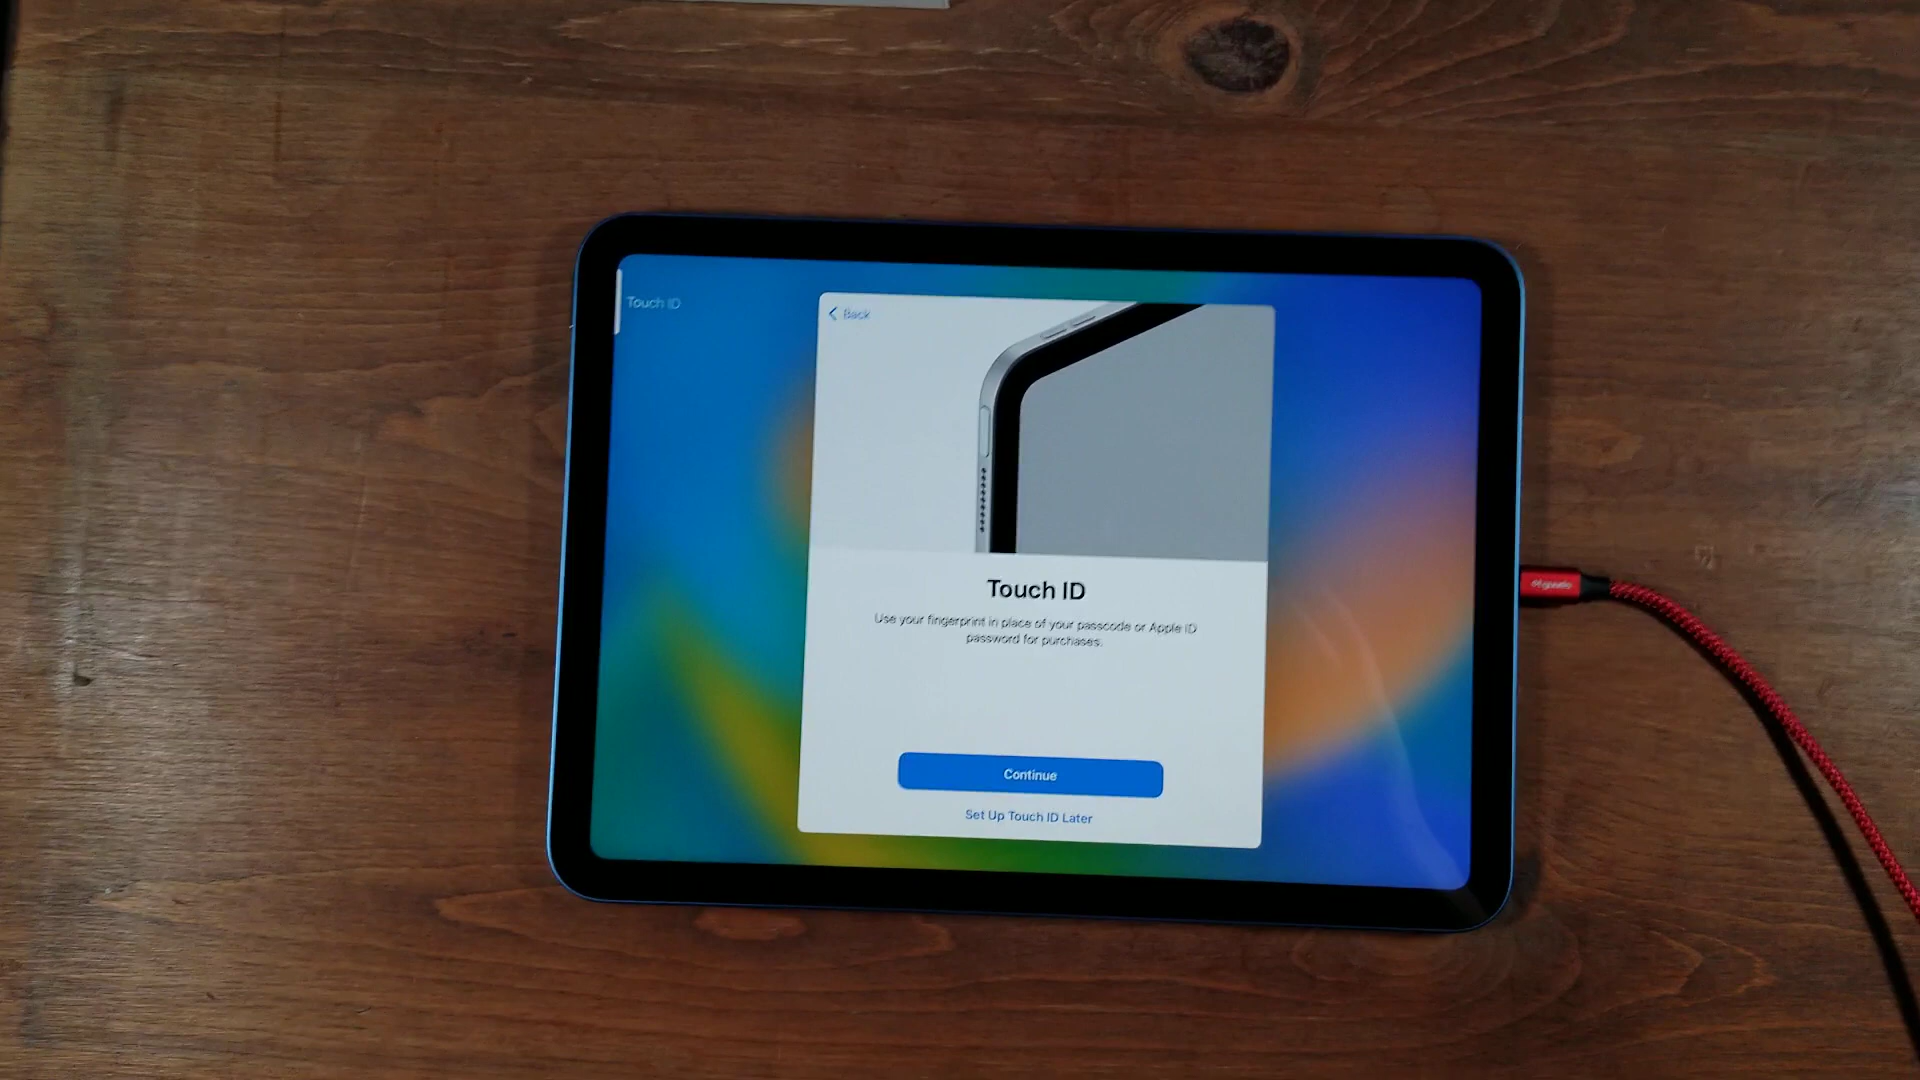 Touch ID
Back
Touch ID
Use your fingerprint in place of your passcode or Apple ID
password for purchases.
Continue
Set Up Touch ID Later